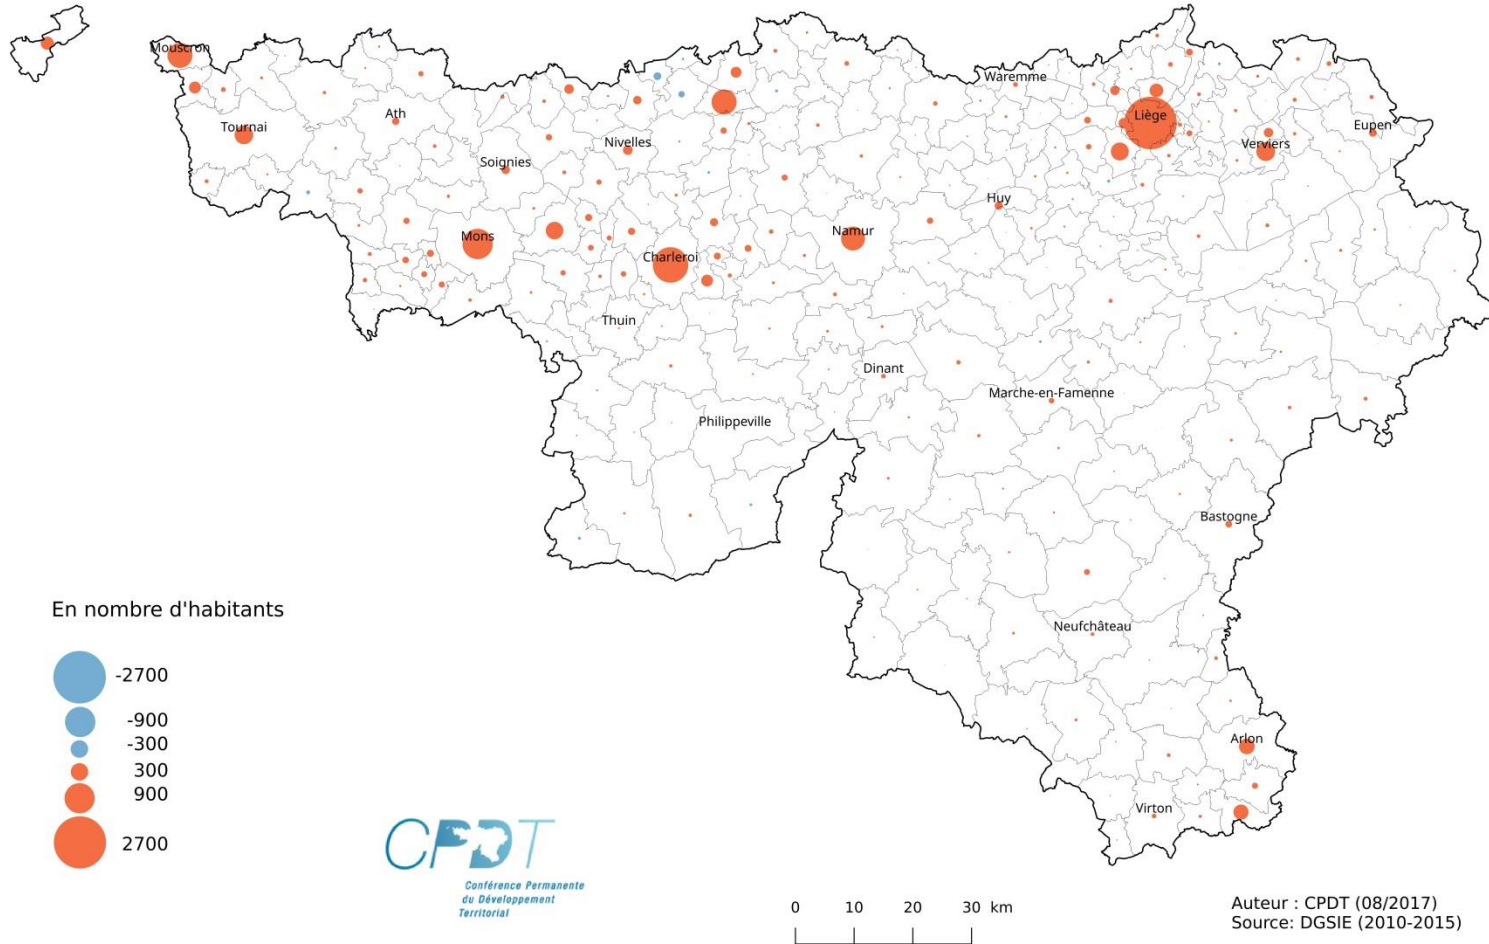 Mouscron
Waremme
Ath
Liège
Tournai
Eupen
Nivelles
Verviers
Soignies
Huy
Mons
Namur
Charleroi
Thuin
Dinant
Marche-en-Famenne
Philippeville
Bastogne
Neufchâteau
Arlon
Virton
En nombre d'habitants
-2700
-900
-300
300
900
2700
CPDT
Conférence Permanente
du Développement
Territorial
0 10 20 30 km
Auteur : CPDT (08/2017)
Source: DGSIE (2010-2015)